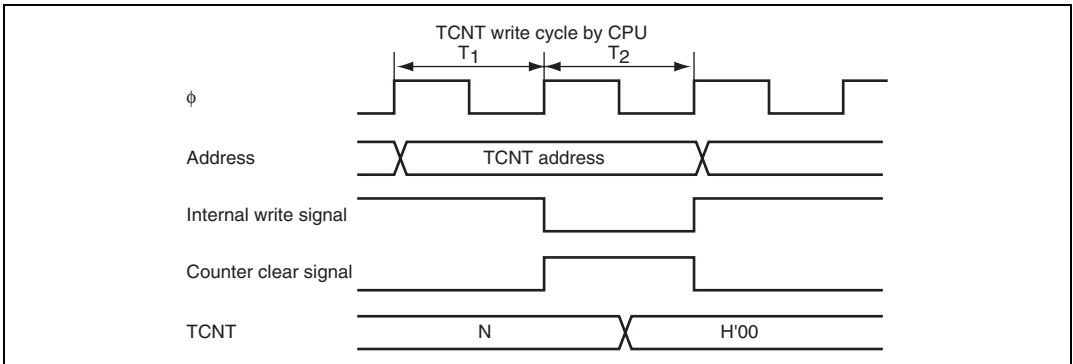 TCNT write cycle by CPU
T1 T2
ϕ
Address TCNT address
Internal write signal
Counter clear signal
TCNT N H'00